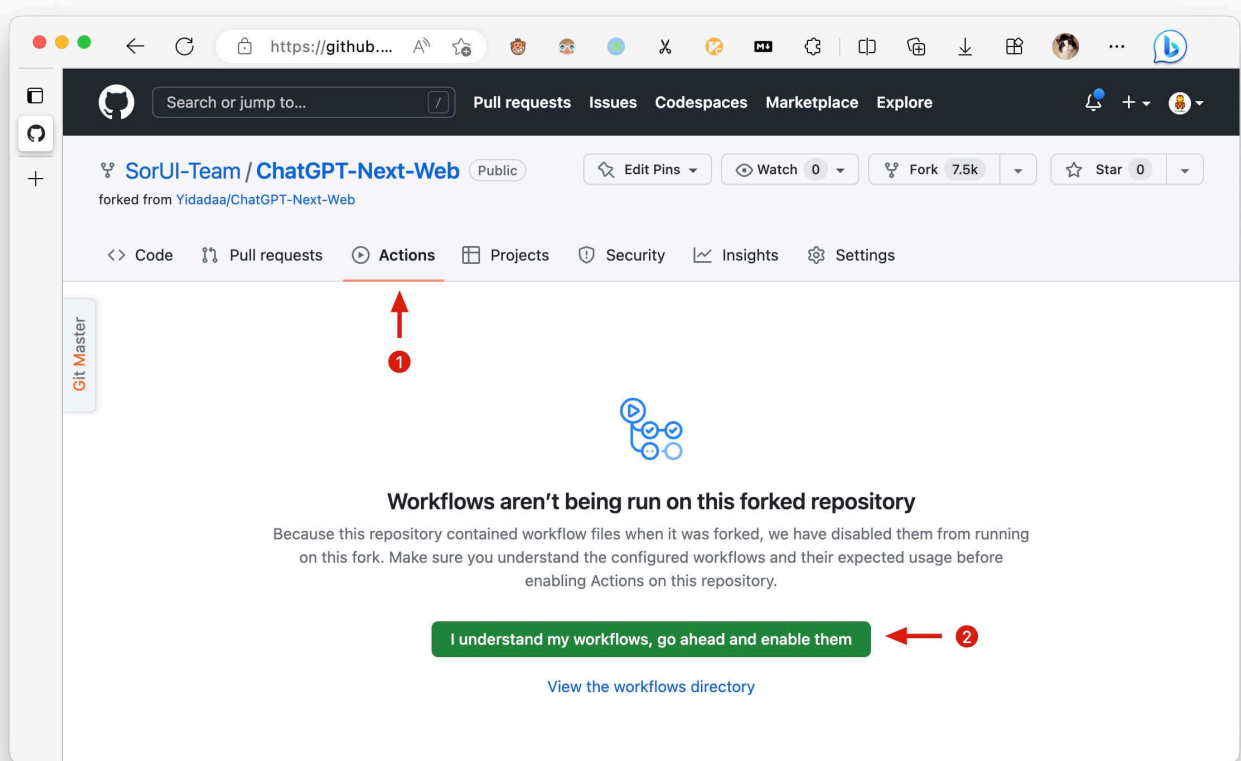 https://github....
Search or jump to... /
Pull requests Issues Codespaces Marketplace Explore
SorUI-Team / ChatGPT-Next-Web Public
Edit Pins Watch 0 Fork 7.5k Star 0
forked from Yidadaa/ChatGPT-Next-Web
Code Pull requests Actions Projects Security Insights Settings
Git Master
1
Workflows aren’t being run on this forked repository
Because this repository contained workflow files when it was forked, we have disabled them from running
on this fork. Make sure you understand the configured workflows and their expected usage before
enabling Actions on this repository.
I understand my workflows, go ahead and enable them
2
View the workflows directory